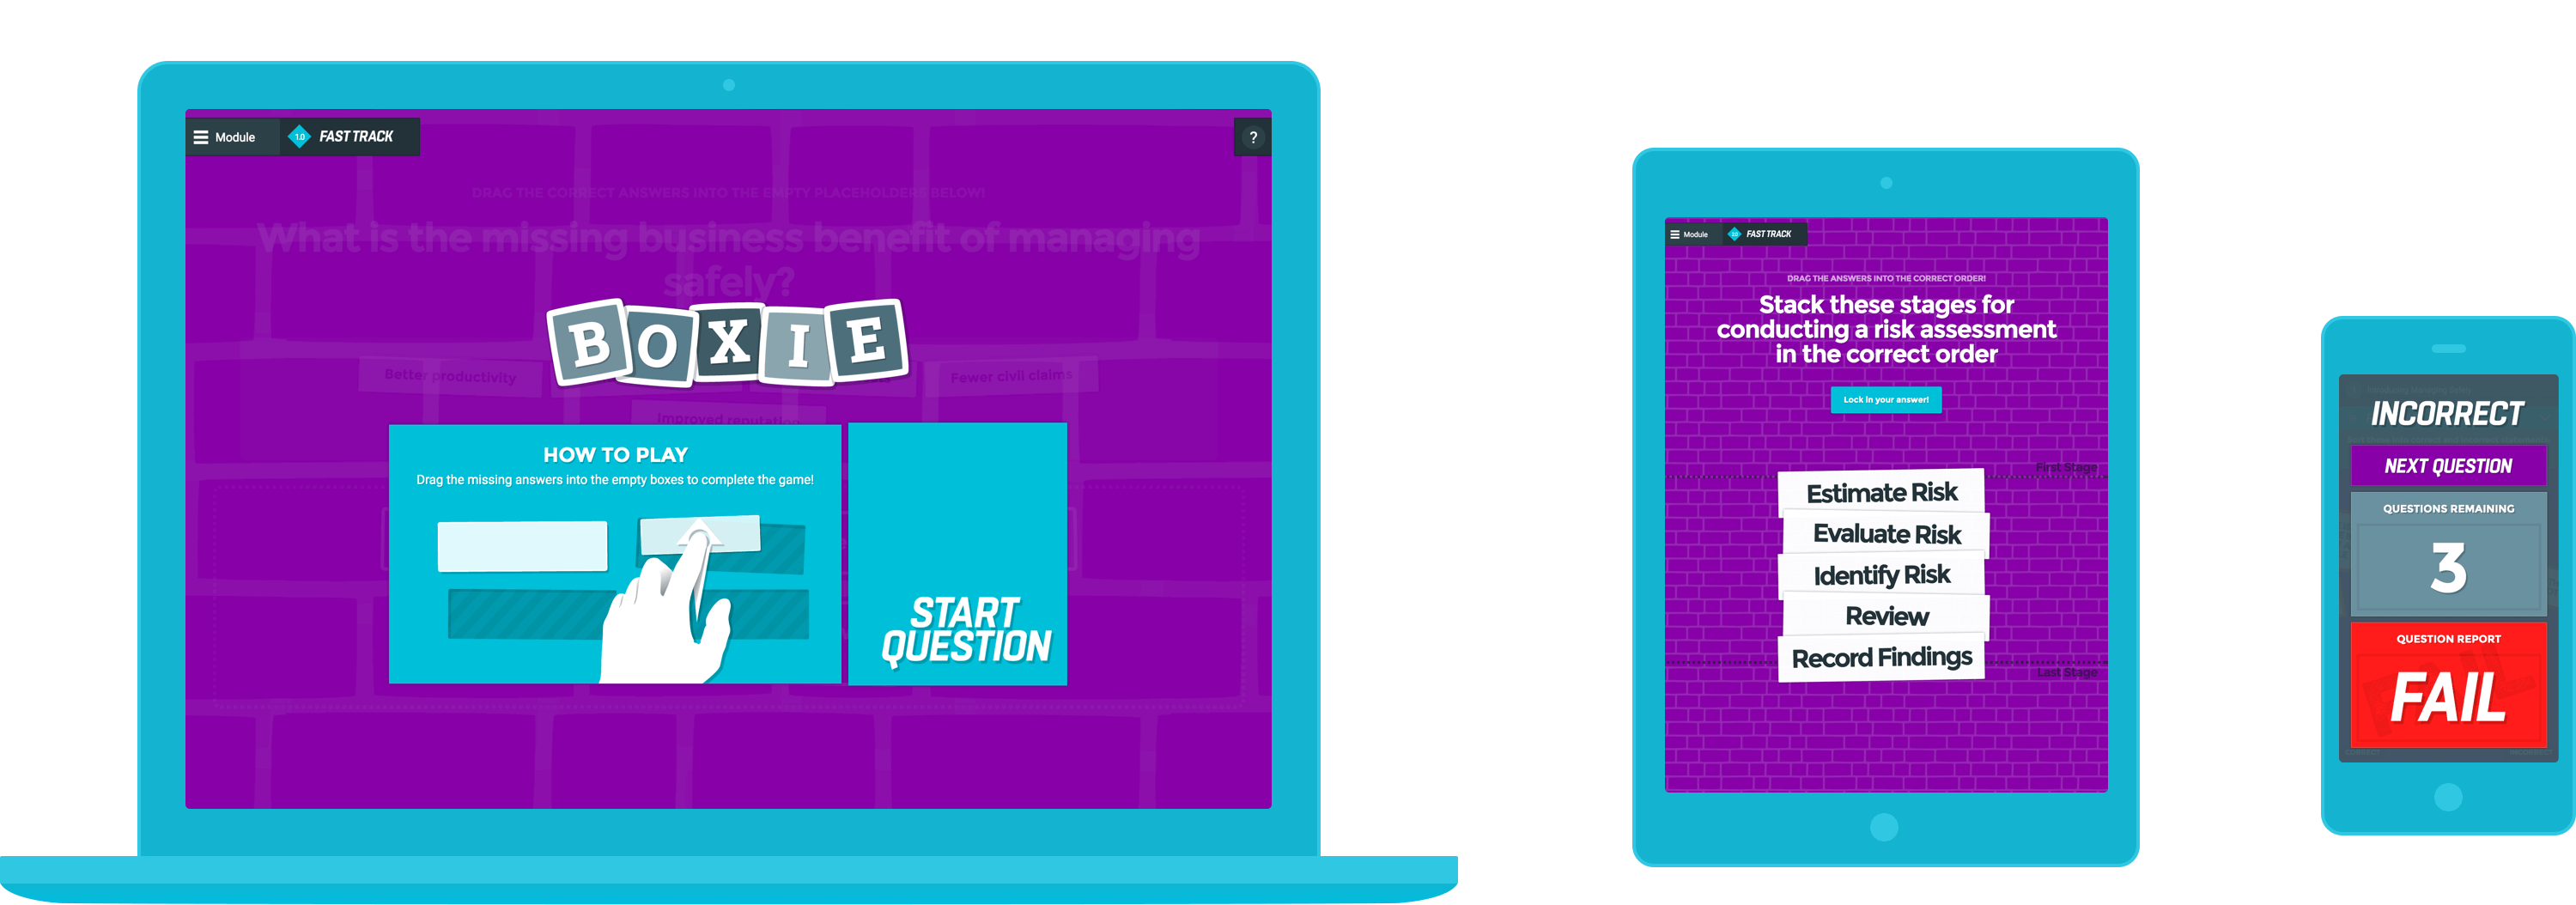 Module
1.0 FAST TRACK
?
DRAG THE CORRECT ANSWERS INTO THE EMPTY PLACEHOLDERS BELOW!
What is the missing business benefit of managing
safely?
BOXIE
Better productivity
Fewer civil claims
Improved reputation
HOW TO PLAY
Drag the missing answers into the empty boxes to complete the game!
START
QUESTION
Module
FAST TRACK
DRAG THE ANSWERS INTO THE CORRECT ORDER!
Stack these stages for
conducting a risk assessment
in the correct order
Lock in your answer!
First Stage
Estimate Risk
Evaluate Risk
Identify Risk
Review
Record Findings
Last Stage
INCORRECT
NEXT QUESTION
QUESTIONS REMAINING
3
QUESTION REPORT
FAIL